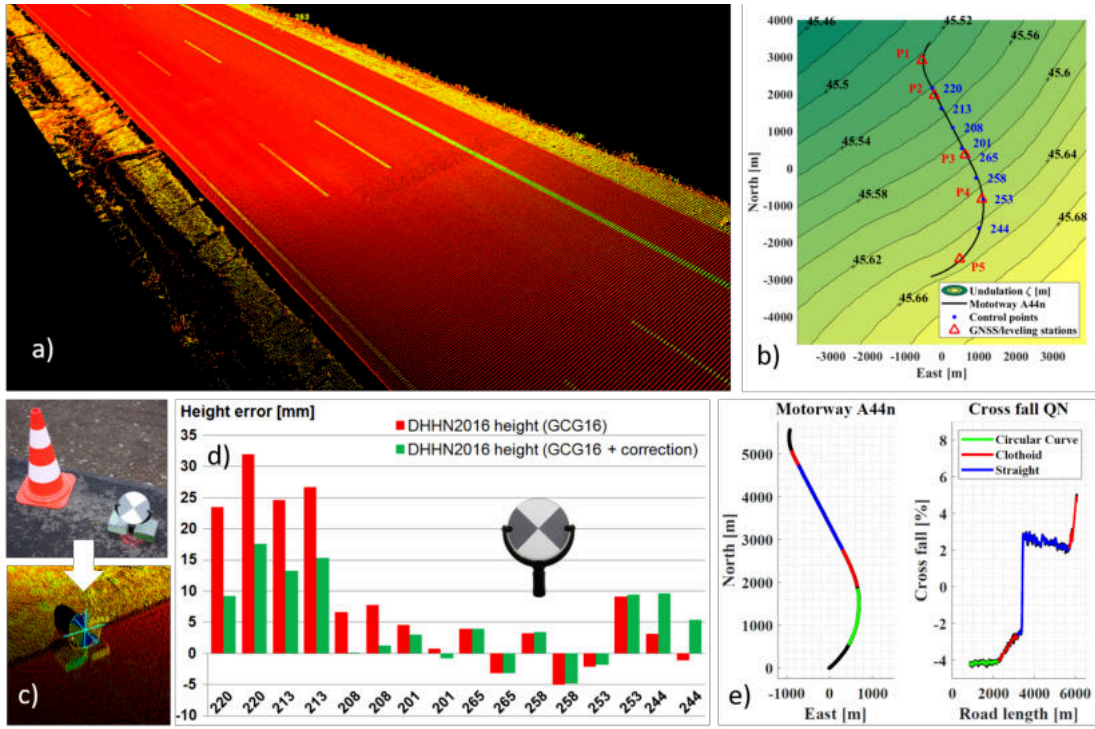 253
a)
4000
3000
2000
1000
0
-1000
-2000
-3000
-4000
North [m]
-3000 -2000 -1000 0 1000 2000 3000
East [m]
45.46
45.52
45.56
45.5
45.6
45.54
45.64
45.58
45.68
45.62
45.66
P1
P2
220
213
208
201
P3
265
258
P4
253
244
P5
Undulation ζ [m]
Mototway A44n
Control points
GNSS/leveling stations
b)
c)
Height error [mm]
d)
DHHN2016 height (GCG16)
DHHN2016 height (GCG16 + correction)
35
30
25
20
15
10
5
0
-5
-10
220 220 213 213 208 208 201 201 265 265 258 258 253 253 244 244
Motorway A44n
North [m]
5000
4000
3000
2000
1000
0
-1000 0 1000
East [m]
e)
Cross fall QN
Circular Curve
Clothoid
Straight
Cross fall [%]
8
6
4
2
0
-2
-4
0 2000 4000 6000
Road length [m]